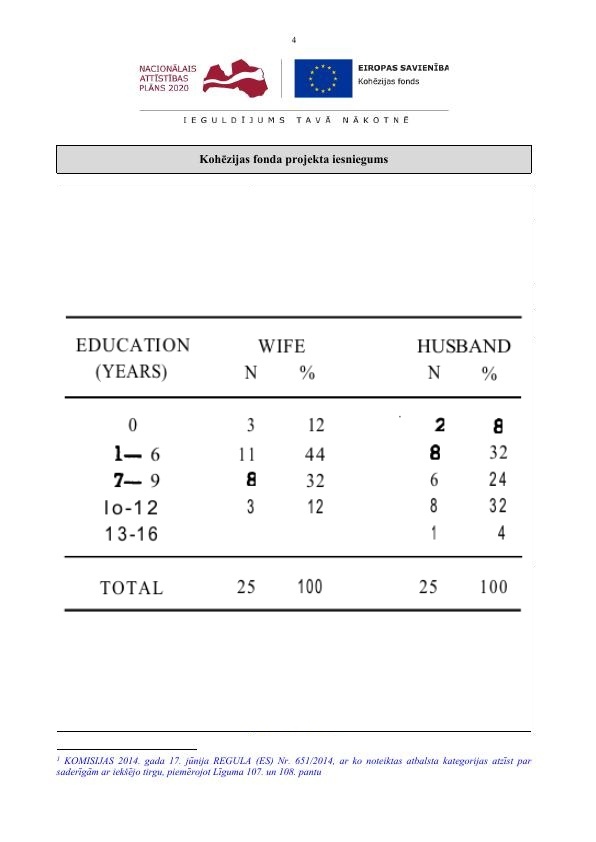 4
NACIONĀLAIS
ATTĪSTĪBAS
PLĀNS 2020
EIROPAS SAVIENĪBA
Kohēzijas fonds
IEGULDĪJUMS TAVĀ NĀKOTNĒ
Kohēzijas fonda projekta iesniegums
EDUCATION WIFE HUSBAND
(YEARS) N % N %
0 3 12 2 8
1— 6 11 44 8 32
7— 9 8 32 6 24
lo-12 3 12 8 32
13-16 1 4
TOTAL 25 100 25 100
1 KOMISIJAS 2014. gada 17. jūnija REGULA (ES) Nr. 651/2014, ar ko noteiktas atbalsta kategorijas atzīst par
saderīgām ar iekšējo tirgu, piemērojot Līguma 107. un 108. pantu